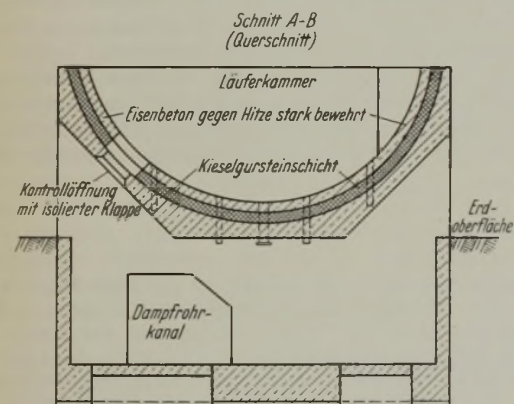 Schnitt A-B
(Querschnitt)
Läuferkammer
Eisenbeton gegen Hitze stark bewehrt
Kieselgursteinschicht
Kontrollöffnung
mit isolierter Klappe
Erd-
oberfläche
Dampfrohr-
kanal